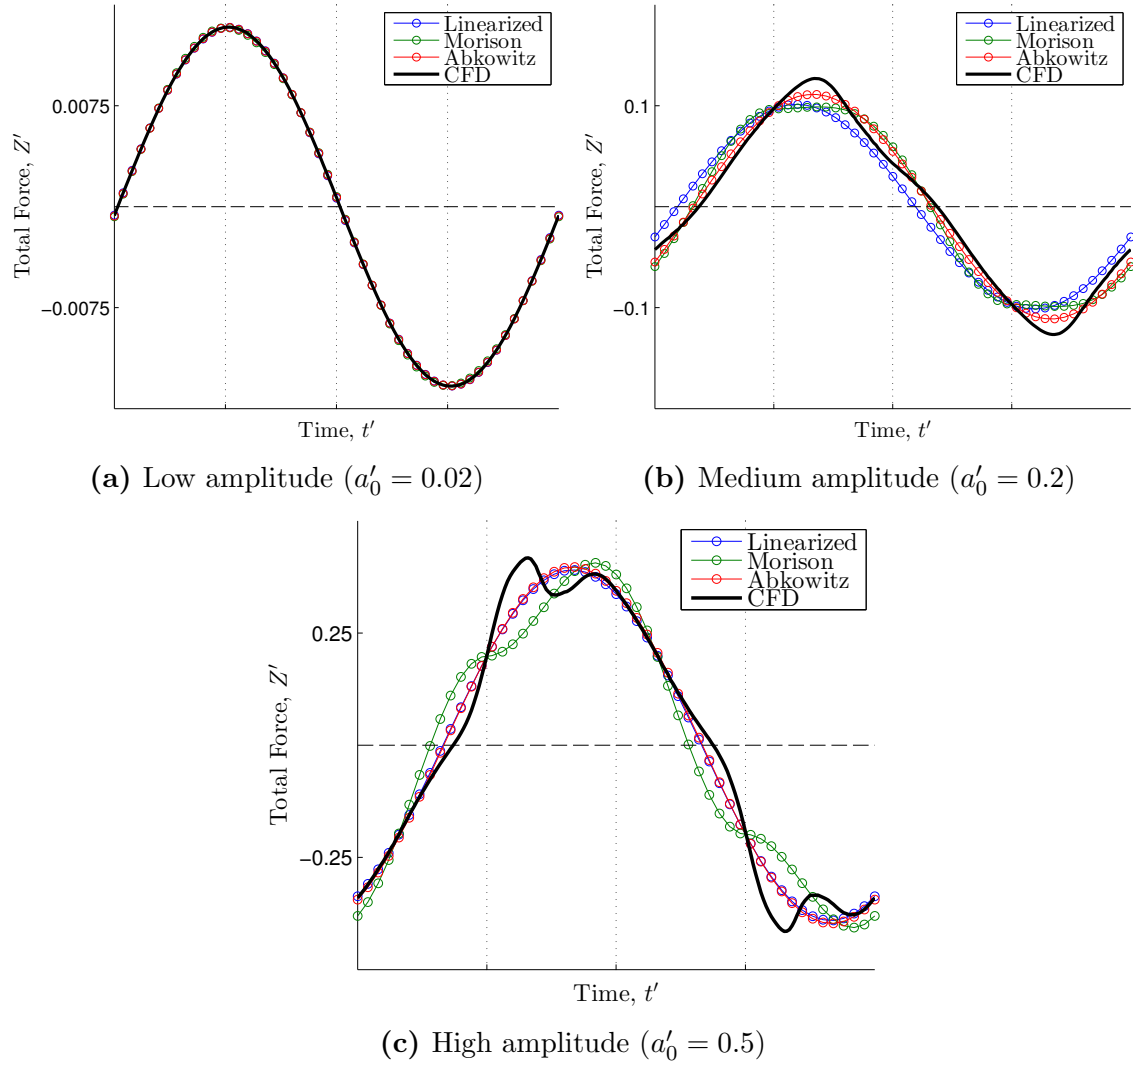 Linearized
Morison
Abkowitz
CFD
0.0075
−0.0075
Total Force, Z′
Time, t′
(a) Low amplitude (a′₀ = 0.02)
Linearized
Morison
Abkowitz
CFD
0.1
−0.1
Total Force, Z′
Time, t′
(b) Medium amplitude (a′₀ = 0.2)
Linearized
Morison
Abkowitz
CFD
0.25
−0.25
Total Force, Z′
Time, t′
(c) High amplitude (a′₀ = 0.5)